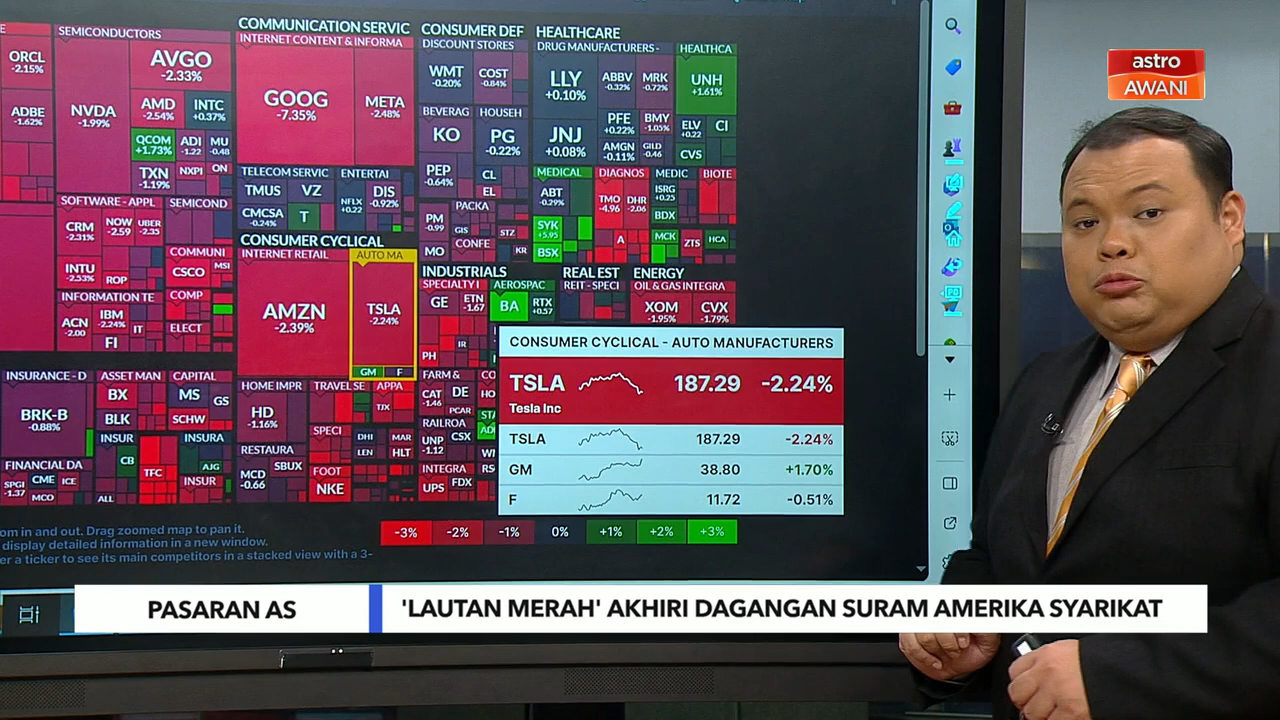 COMMUNICATION SERVIC
CONSUMER DEF
HEALTHCARE
SEMICONDUCTORS
INTERNET CONTENT & INFORMA
DISCOUNT STORES
DRUG MANUFACTURERS -
HEALTHCA
ORCL
-2.15%
AVGO
-2.33%
NVDA
-1.99%
AMD
-2.54%
INTC
+0.37%
ADBE
-1.62%
QCOM
+1.73%
ADI
-1.22
MU
-0.48
TXN
-1.19%
NXPI
ON
GOOG
-7.35%
META
-2.48%
WMT
-0.20%
COST
-0.84%
LLY
+0.10%
ABBV
-0.32%
MRK
-0.72%
UNH
+1.61%
BEVERAG
HOUSEH
KO
PG
-0.22%
JNJ
+0.08%
PFE
+0.22%
BMY
-1.05%
AMGN
-0.11%
GILD
-0.46
ELV
+0.22
CI
CVS
PEP
-0.64%
CL
EL
TELECOM SERVIC
ENTERTAI
TMUS
VZ
NFLX
+0.22
DIS
-0.92%
CMCSA
-0.24%
T
MEDICAL
DIAGNOS
MEDIC
BIOTE
ABT
-0.29%
TMO
-4.96
DHR
-2.06
ISRG
+0.25
BDX
SYK
+5.95
BSX
A
MCK
ZTS
HCA
PACKA
PM
-0.99
GIS
STZ
MO
CONFE
KR
SOFTWARE - APPL
SEMICOND
CRM
-2.31%
NOW
-2.59
UBER
-2.35
INTU
-2.53%
ROP
COMMUNI
CSCO
MSI
INFORMATION TE
COMP
ACN
-2.00
IBM
-2.24%
IT
FI
ELECT
CONSUMER CYCLICAL
INTERNET RETAIL
AUTO MA
AMZN
-2.39%
TSLA
-2.24%
GM
F
INDUSTRIALS
REAL EST
ENERGY
SPECIALTY I
AEROSPAC
REIT - SPECI
OIL & GAS INTEGRA
GE
ETN
-1.67
BA
RTX
+0.57
XOM
-1.95%
CVX
-1.79%
IR
PH
CONSUMER CYCLICAL - AUTO MANUFACTURERS
TSLA 187.29 -2.24%
Tesla Inc
TSLA 187.29 -2.24%
GM 38.80 +1.70%
F 11.72 -0.51%
INSURANCE - D
ASSET MAN
CAPITAL
BRK-B
-0.88%
BX
BLK
MS
GS
SCHW
INSUR
CB
TFC
INSURA
AJG
INSUR
FINANCIAL DA
SPGI
-1.37
CME
ICE
MCO
ALL
HOME IMPR
TRAVEL SE
APPA
HD
-1.16%
TJX
SPECI
DHI
LEN
MAR
HLT
RESTAURA
MCD
-0.66
SBUX
FOOT
NKE
FARM &
CAT
-1.46
DE
PCAR
RAILROA
UNP
-1.12
CSX
INTEGRA
UPS
FDX
om in and out. Drag zoomed map to pan it.
display detailed information in a new window.
er a ticker to see its main competitors in a stacked view with a 3-
-3% -2% -1% 0% +1% +2% +3%
astro
AWANI
PASARAN AS
'LAUTAN MERAH' AKHIRI DAGANGAN SURAM AMERIKA SYARIKAT